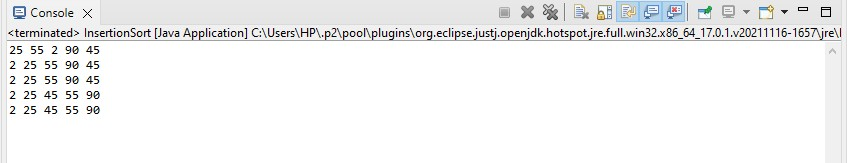 Console
<terminated> InsertionSort [Java Application] C:\Users\HP\.p2\pool\plugins\org.eclipse.justj.openjdk.hotspot.jre.full.win32.x86_64_17.0.1.v20211116-1657\jre\
25 55 2 90 45
2 25 55 90 45
2 25 55 90 45
2 25 45 55 90
2 25 45 55 90